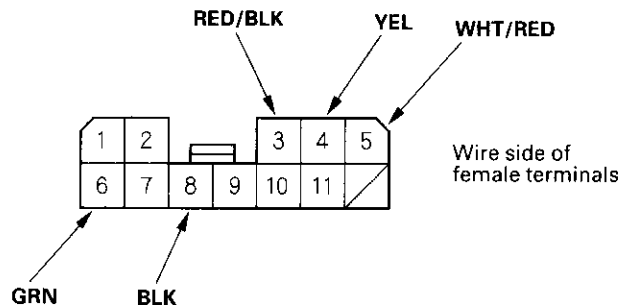 RED/BLK YEL WHT/RED
1 2 3 4 5
Wire side of
female terminals
6 7 8 9 10 11
GRN BLK